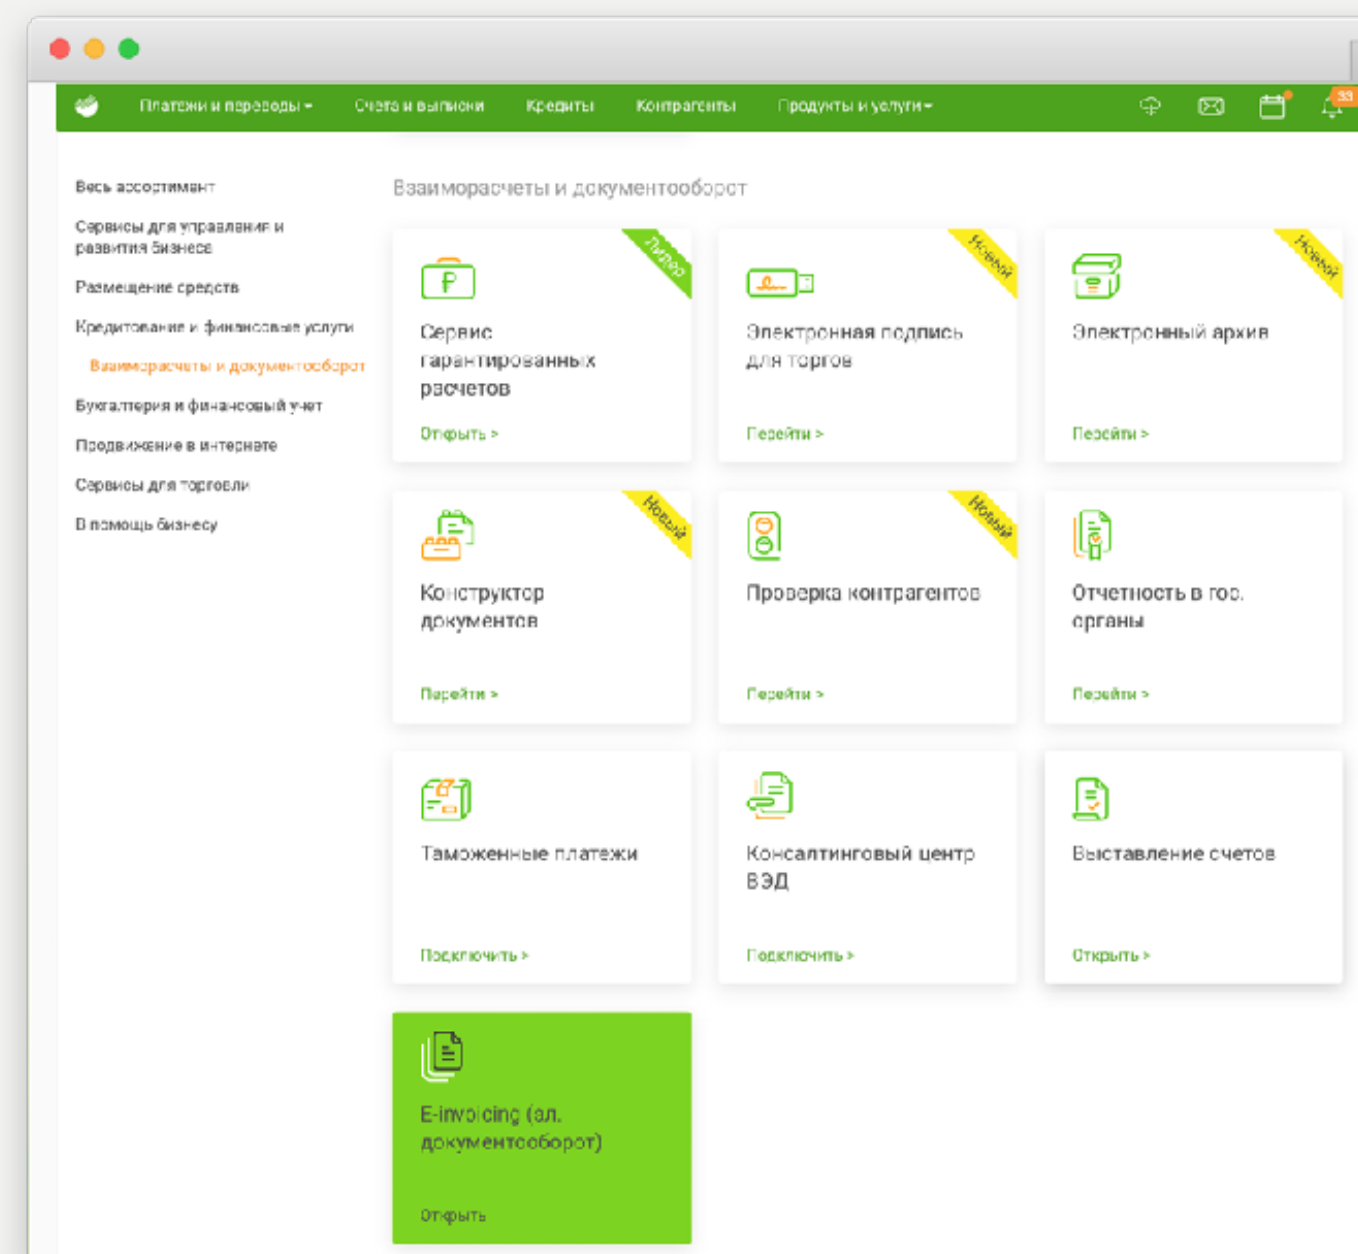 Платежи и переводы
Счета и выписки
Кредиты
Контрагенты
Продукты и услуги
33
Весь ассортимент
Сервисы для управления и
развития бизнеса
Размещение средств
Кредитование и финансовые услуги
Взаиморасчеты и документооборот
Бухгалтерия и финансовый учет
Продвижение в интернете
Сервисы для торговли
В помощь бизнесу
Взаиморасчеты и документооборот
Лидер
Сервис
гарантированных
расчетов
Открыть >
Новый
Электронная подпись
для торгов
Перейти >
Новый
Электронный архив
Перейти >
Новый
Конструктор
документов
Перейти >
Новый
Проверка контрагентов
Перейти >
Отчетность в гос.
органы
Перейти >
Таможенные платежи
Подключить >
Консалтинговый центр
ВЭД
Подключить >
Выставление счетов
Открыть >
E-invoicing (эл.
документооборот)
Открыть